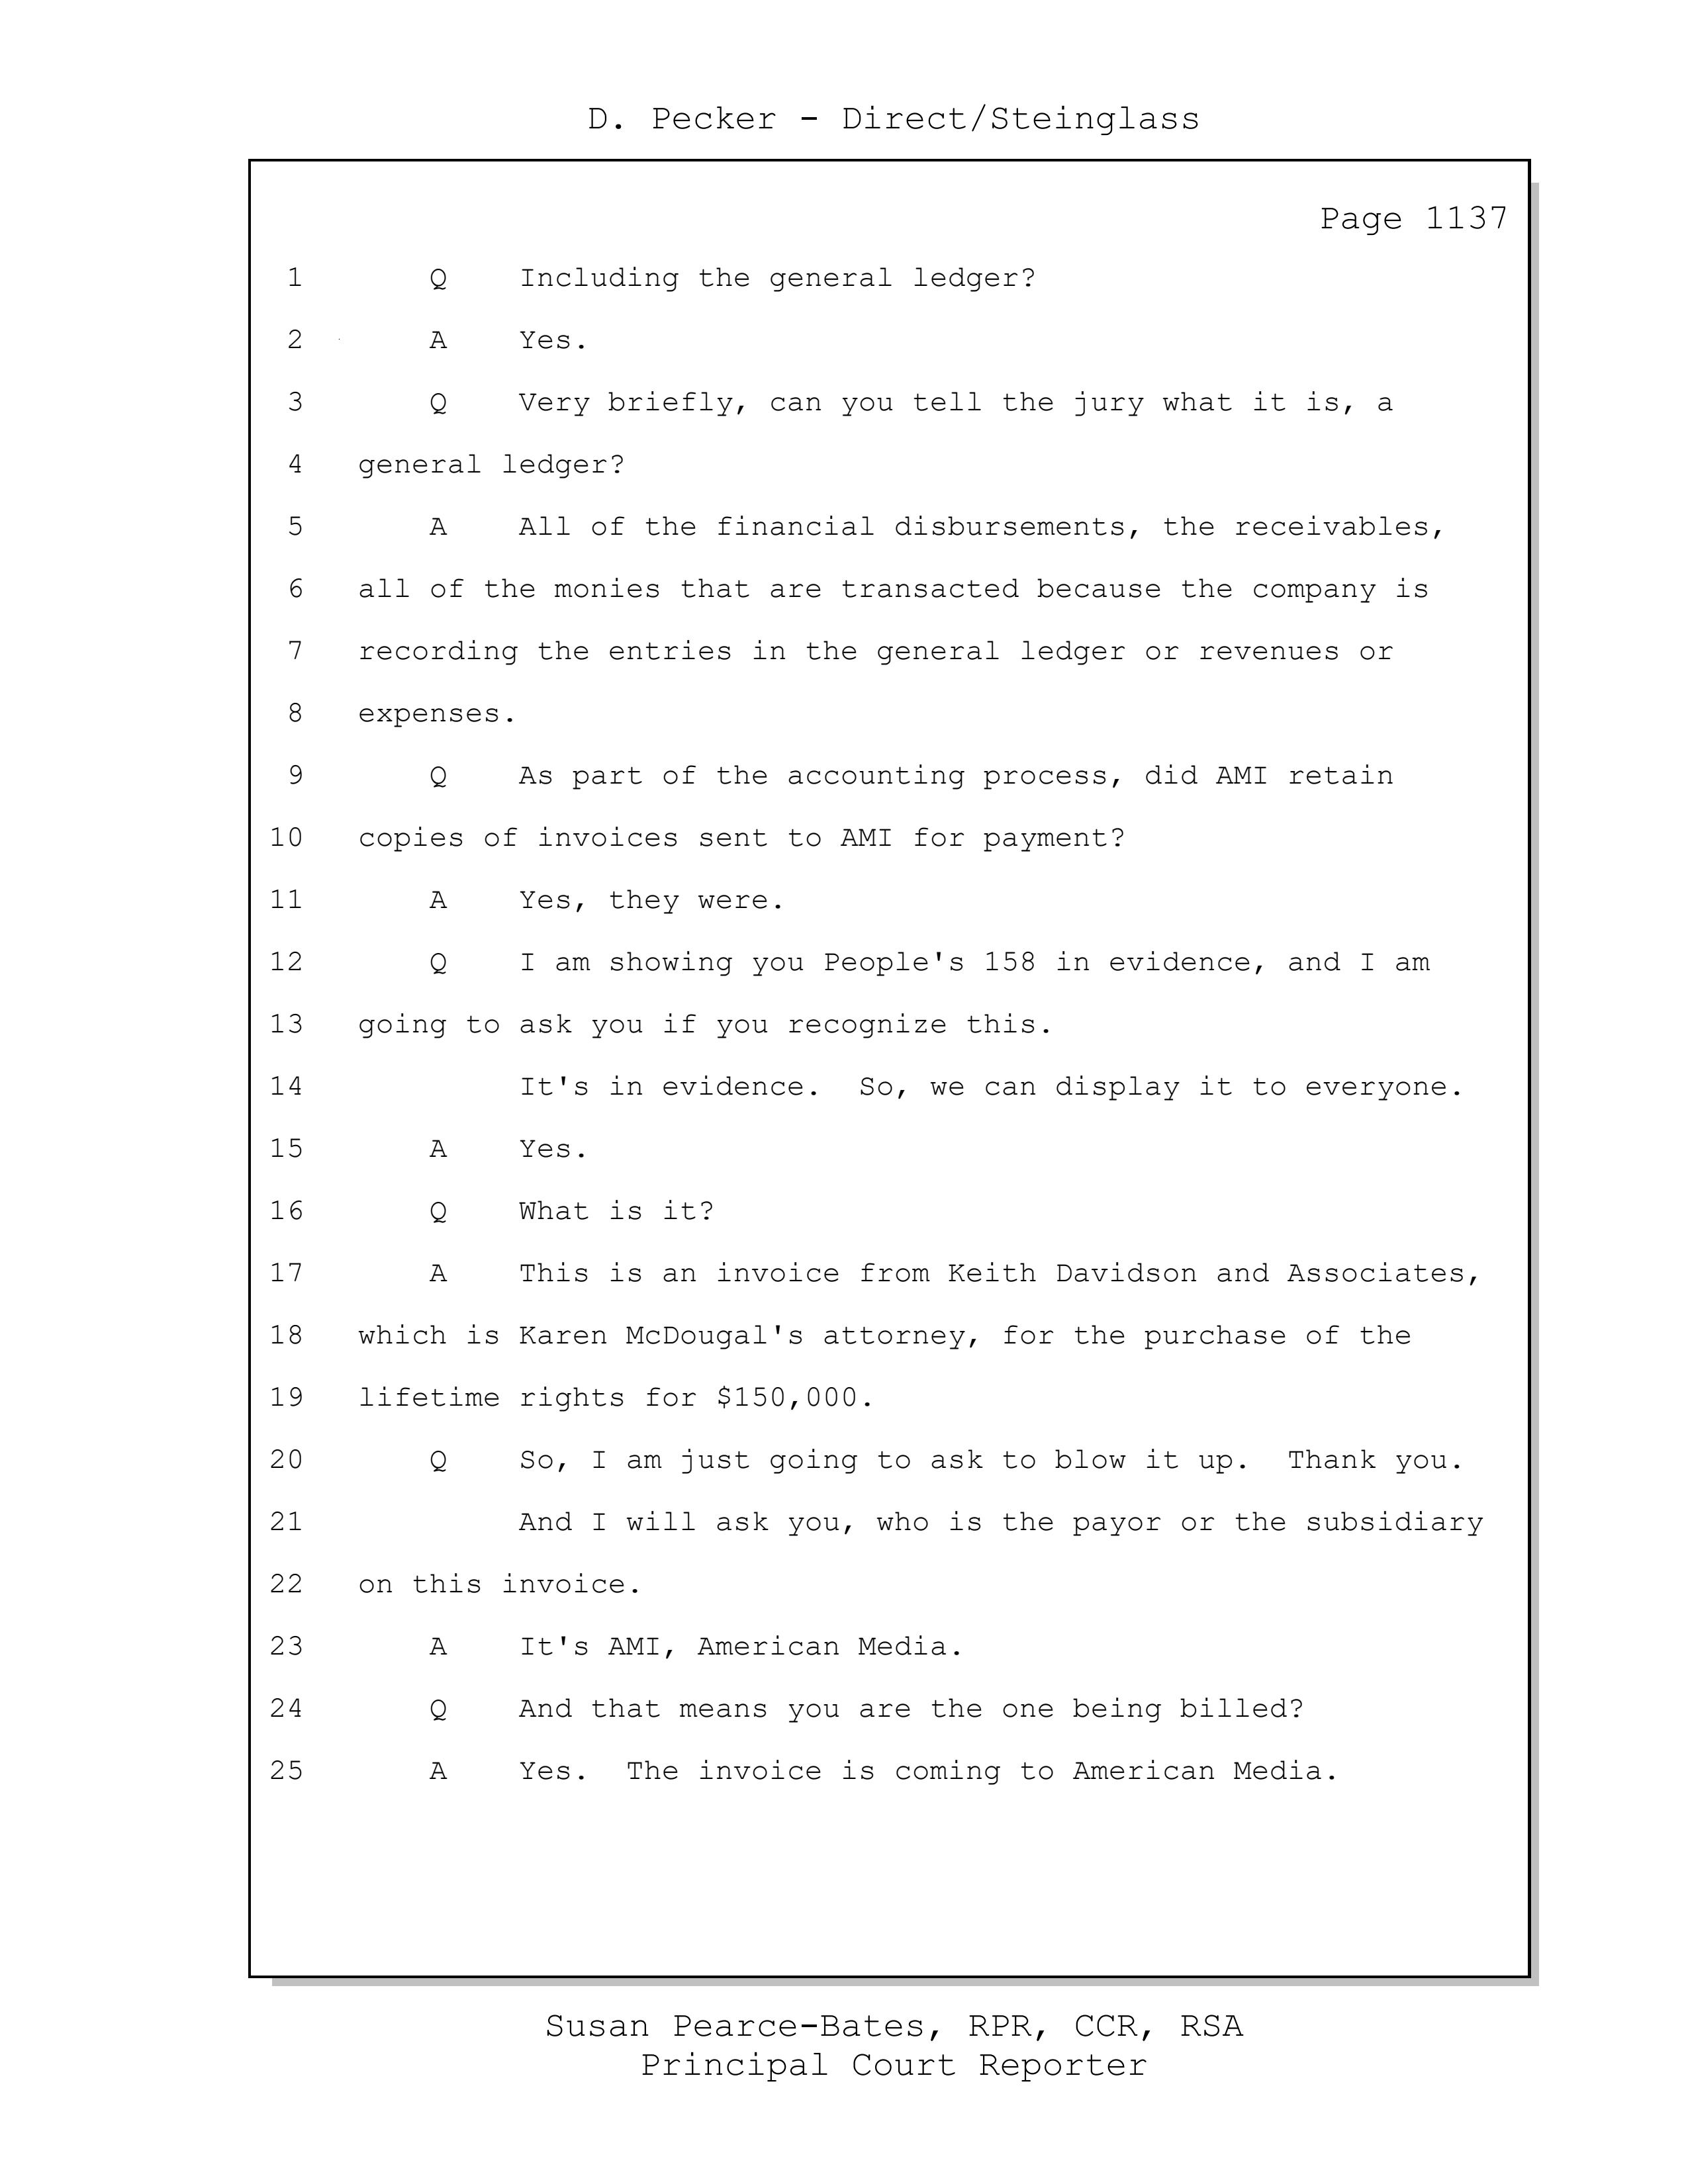 D. Pecker - Direct/Steinglass
Page 1137
1 Q Including the general ledger?
2 A Yes.
3 Q Very briefly, can you tell the jury what it is, a
4 general ledger?
5 A All of the financial disbursements, the receivables,
6 all of the monies that are transacted because the company is
7 recording the entries in the general ledger or revenues or
8 expenses.
9 Q As part of the accounting process, did AMI retain
10 copies of invoices sent to AMI for payment?
11 A Yes, they were.
12 Q I am showing you People's 158 in evidence, and I am
13 going to ask you if you recognize this.
14 It's in evidence. So, we can display it to everyone.
15 A Yes.
16 Q What is it?
17 A This is an invoice from Keith Davidson and Associates,
18 which is Karen McDougal's attorney, for the purchase of the
19 lifetime rights for $150,000.
20 Q So, I am just going to ask to blow it up. Thank you.
21 And I will ask you, who is the payor or the subsidiary
22 on this invoice.
23 A It's AMI, American Media.
24 Q And that means you are the one being billed?
25 A Yes. The invoice is coming to American Media.
Susan Pearce-Bates, RPR, CCR, RSA
Principal Court Reporter